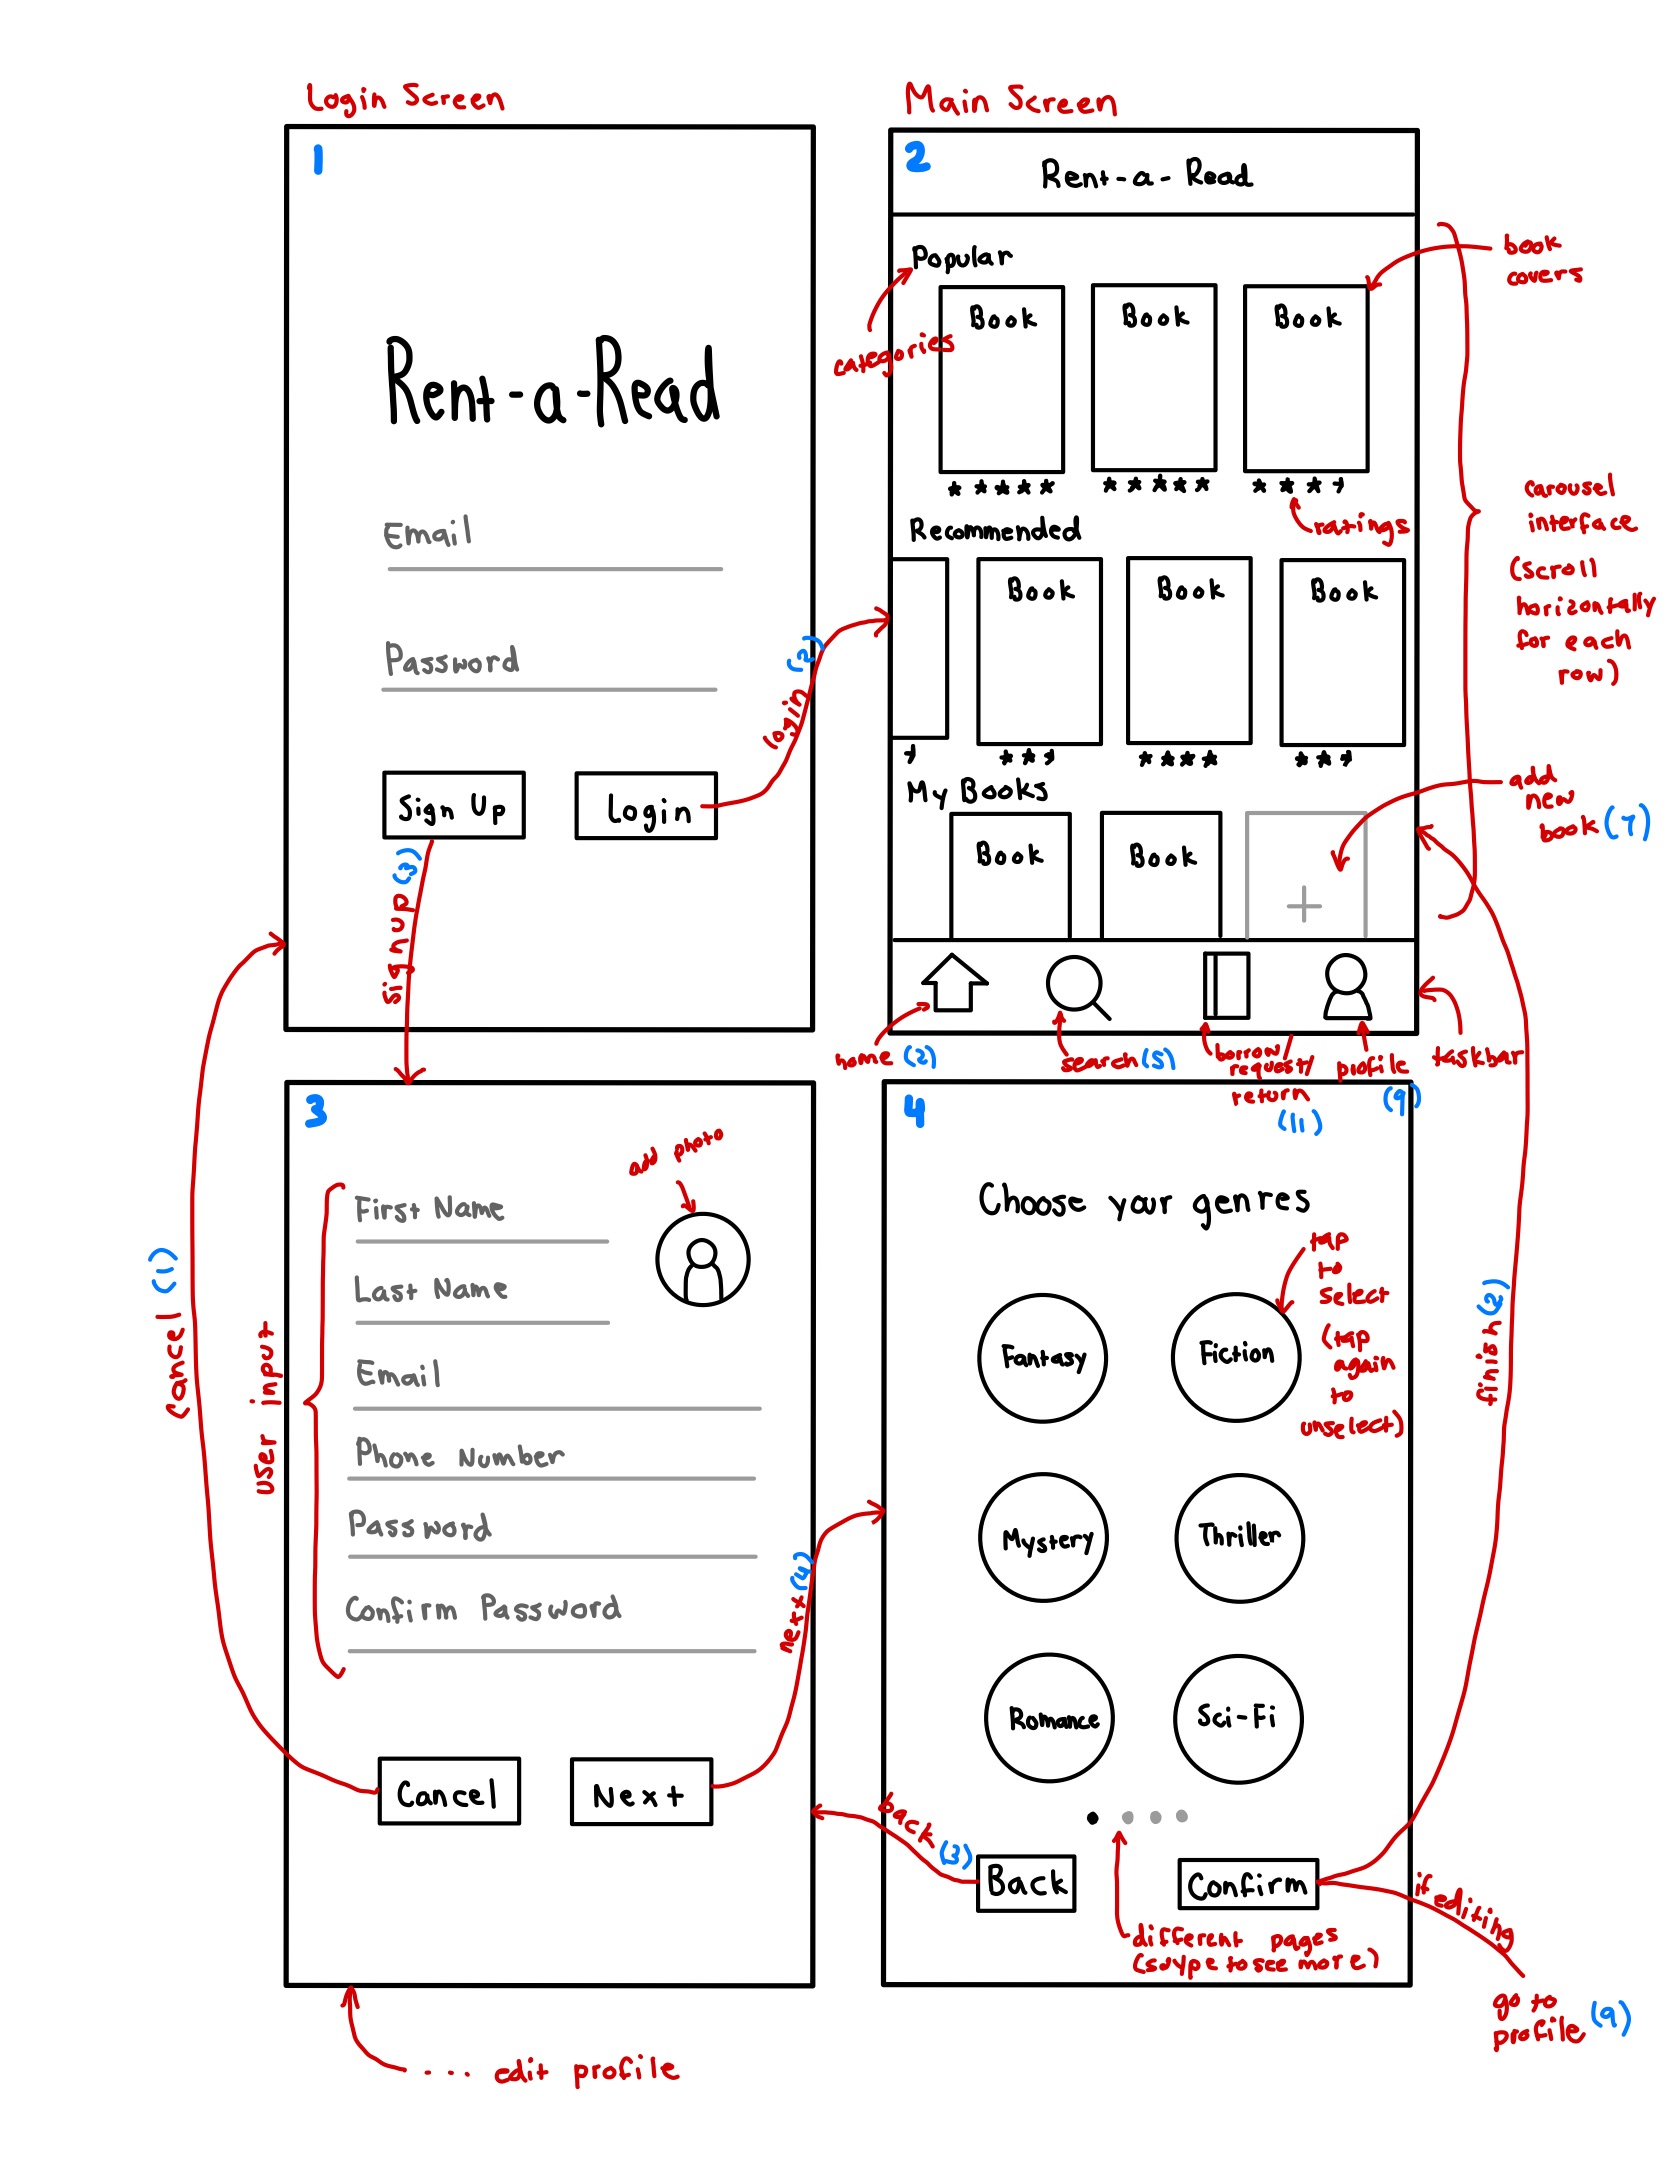 Login Screen
1
Rent-a-Read
Email
Password
Sign Up
Login
login (2)
signup (3)
Main Screen
2
Rent-a-Read
Popular
categories
Book
Book
Book
book
covers
* * * * *
* * * * *
* * *
ratings
Recommended
Book
Book
Book
* *
* * * *
* *
carousel
interface
(scroll
horizontally
for each
row)
My Books
Book
Book
+
add
new
book (7)
home (2)
search (5)
borrow
request/
return
(11)
profile
(9)
taskbar
3
add photo
First Name
Last Name
Email
Phone Number
Password
Confirm Password
user input
cancel (1)
Cancel
Next
next (4)
edit profile
4
Choose your genres
tap
to
select
(tap
again
to
unselect)
Fantasy
Fiction
Mystery
Thriller
Romance
Sci-Fi
back (3)
Back
Confirm
finish (2)
different pages
(swype to see more)
if editing
go to
profile (9)